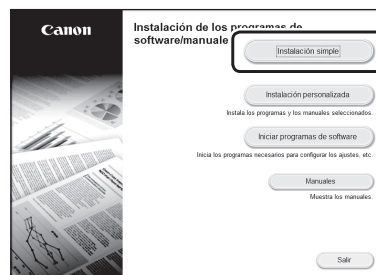 Canon
Instalación de los programas de
software/manuale
Instalación simple
Instalación personalizada
Instala los programas y los manuales seleccionados.
Iniciar programas de software
Inicia los programas necesarios para configurar los ajustes, etc.
Manuales
Muestra los manuales.
Salir